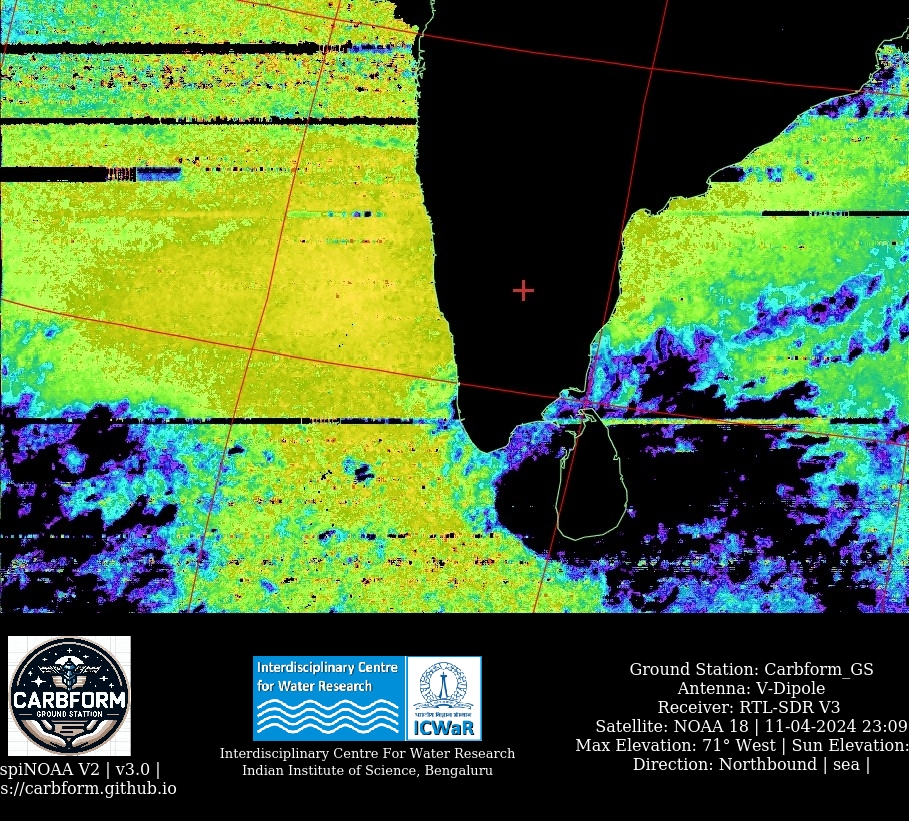 CARBFORM
GROUND STATTION
spiNOAA V2 | v3.0 |
s://carbform.github.io
Interdisciplinary Centre
for Water Research
भारतीय विज्ञान संस्थान
ICWaR
Interdisciplinary Centre For Water Research
Indian Institute of Science, Bengaluru
Ground Station: Carbform_GS
Antenna: V-Dipole
Receiver: RTL-SDR V3
Satellite: NOAA 18 | 11-04-2024 23:09
Max Elevation: 71° West | Sun Elevation:
Direction: Northbound | sea |